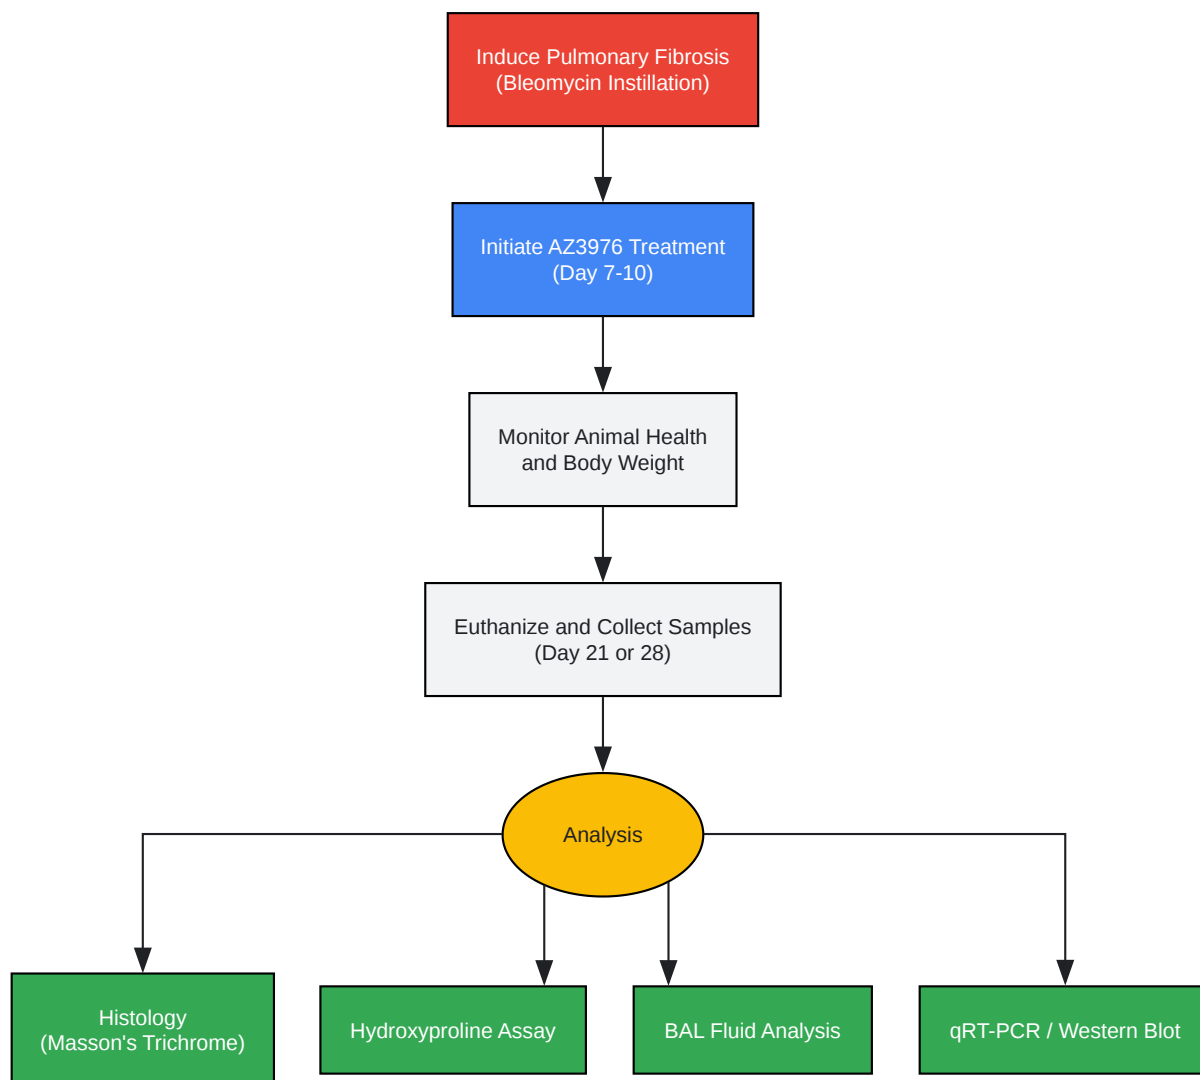 Induce Pulmonary Fibrosis
(Bleomycin Instillation)
Initiate AZ3976 Treatment
(Day 7-10)
Monitor Animal Health
and Body Weight
Euthanize and Collect Samples
(Day 21 or 28)
Analysis
Histology
(Masson's Trichrome)
Hydroxyproline Assay
BAL Fluid Analysis
qRT-PCR / Western Blot